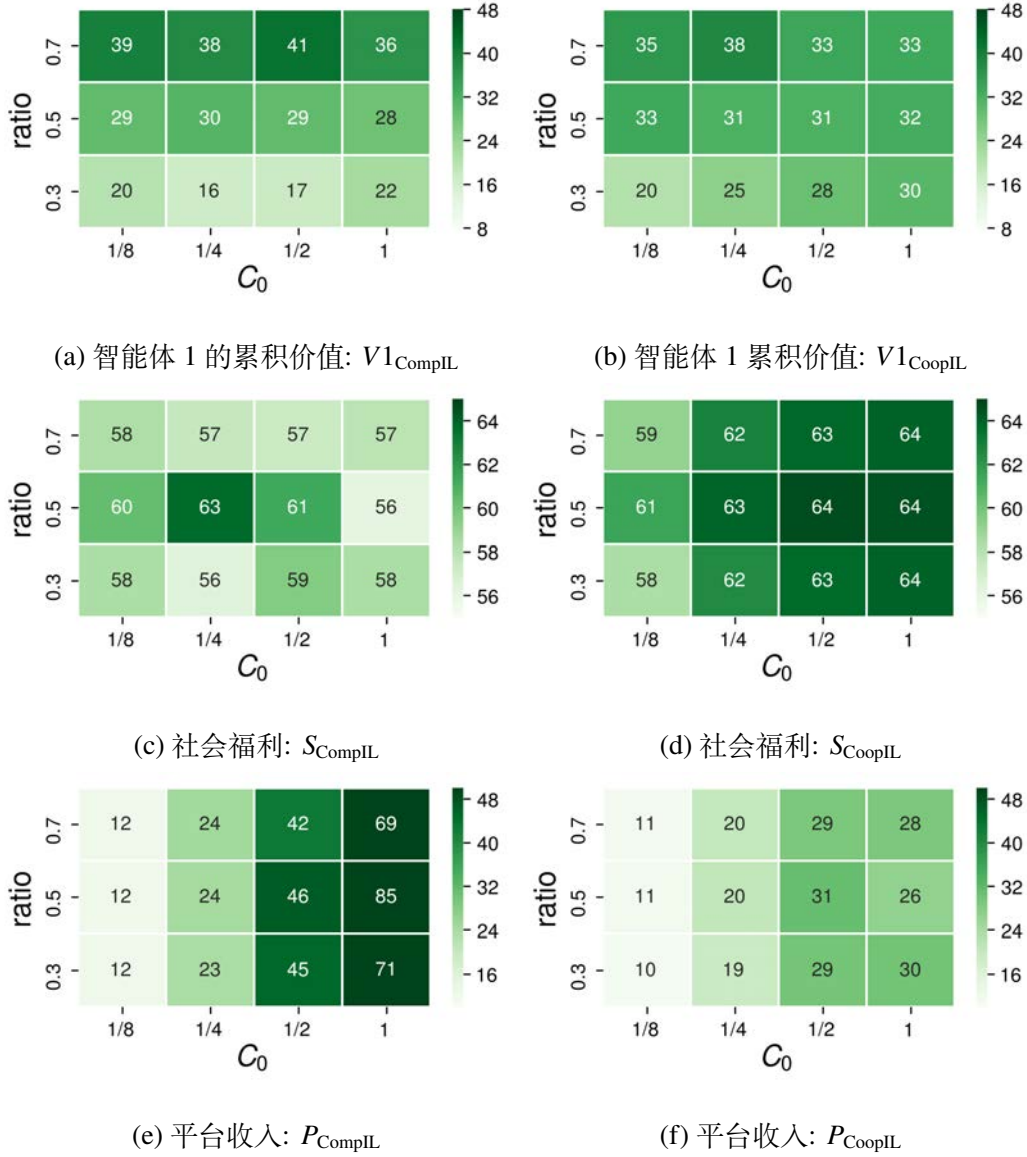 48
0.7 39 38 41 36
40
32
ratio
0.5 29 30 29 28
24
16
0.3 20 16 17 22
8
1/8 1/4 1/2 1
C0
48
0.7 35 38 33 33
40
32
ratio
0.5 33 31 31 32
24
16
0.3 20 25 28 30
8
1/8 1/4 1/2 1
C0
(a) 智能体 1 的累积价值: V1CompIL
(b) 智能体 1 累积价值: V1CoopIL
64
0.7 58 57 57 57
62
ratio
0.5 60 63 61 56
60
58
0.3 58 56 59 58
56
1/8 1/4 1/2 1
C0
64
0.7 59 62 63 64
62
ratio
0.5 61 63 64 64
60
58
0.3 58 62 63 64
56
1/8 1/4 1/2 1
C0
(c) 社会福利: SCompIL
(d) 社会福利: SCoopIL
48
0.7 12 24 42 69
40
ratio
0.5 12 24 46 85
32
24
0.3 12 23 45 71
16
1/8 1/4 1/2 1
C0
48
0.7 11 20 29 28
40
ratio
0.5 11 20 31 26
32
24
0.3 10 19 29 30
16
1/8 1/4 1/2 1
C0
(e) 平台收入: PCompIL
(f) 平台收入: PCoopIL